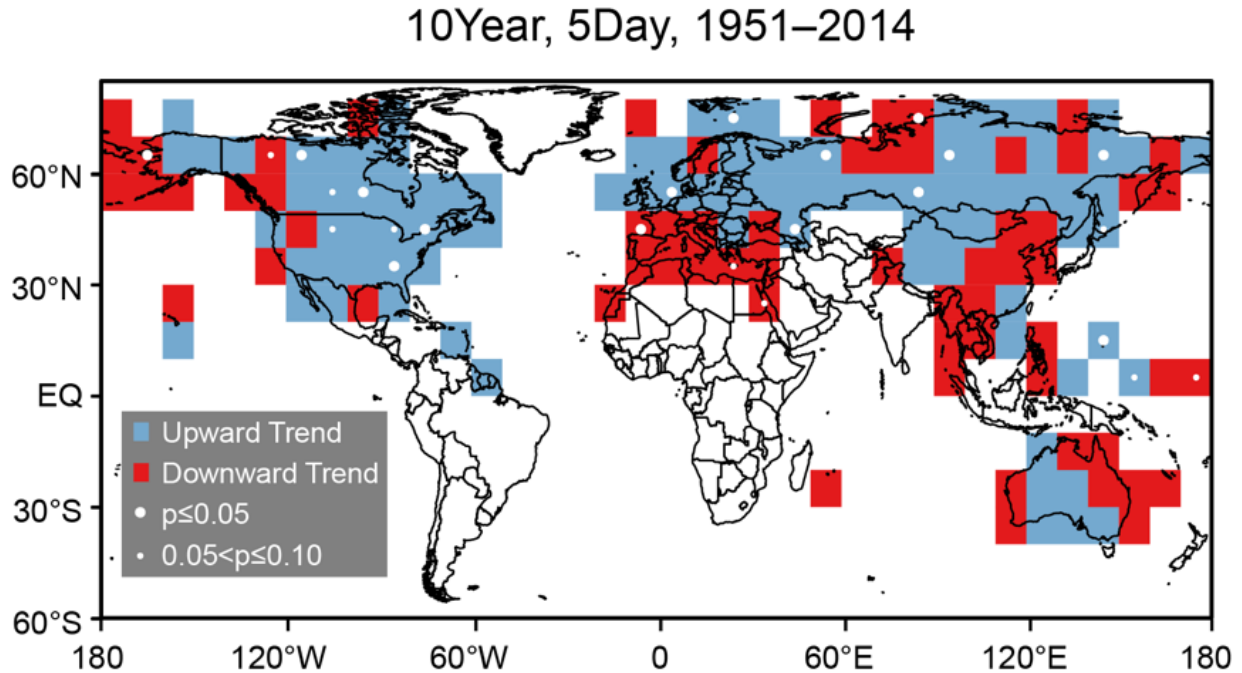 10Year, 5Day, 1951–2014
60°N
30°N
EQ
30°S
60°S
Upward Trend
Downward Trend
p≤0.05
0.05<p≤0.10
180 120°W 60°W 0 60°E 120°E 180